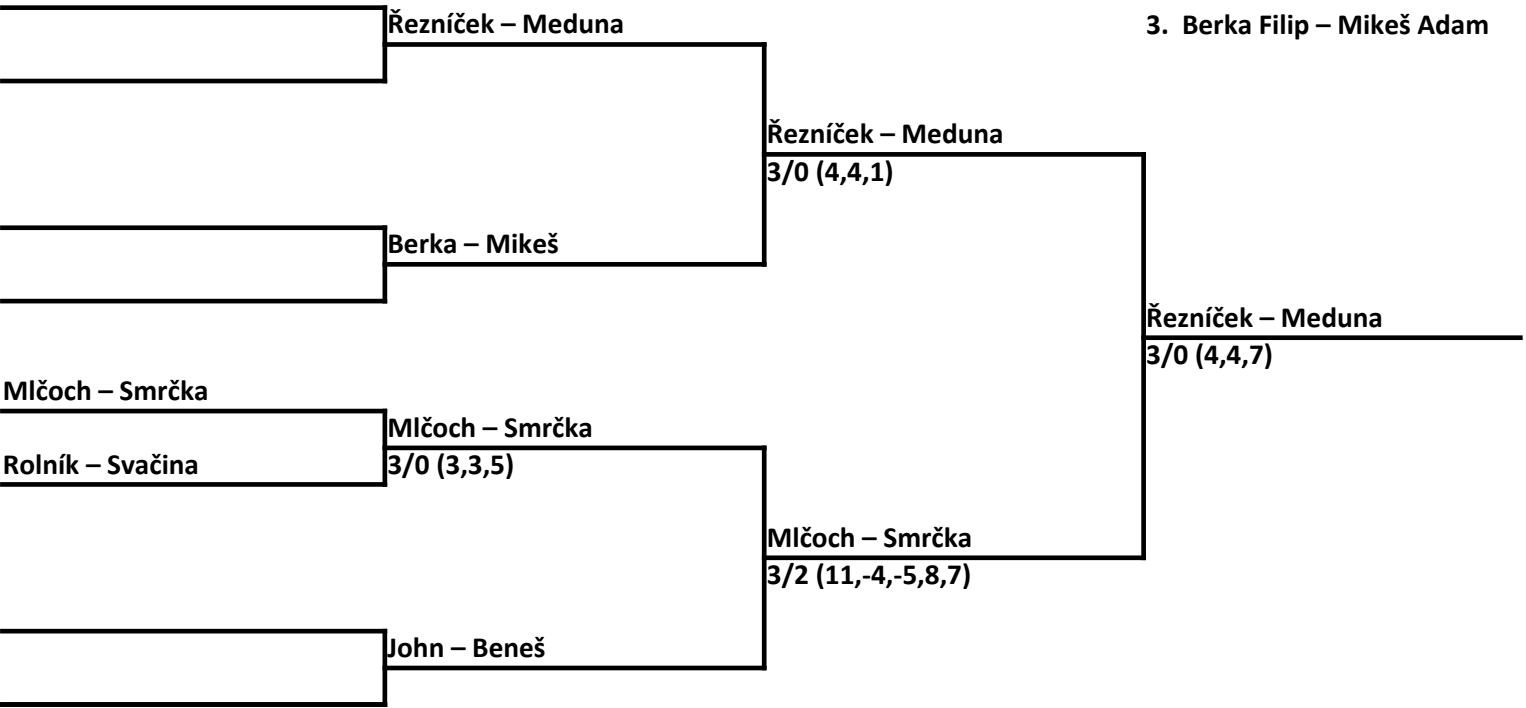 Řezníček – Meduna
3. Berka Filip – Mikeš Adam
Řezníček – Meduna
3/0 (4,4,1)
Berka – Mikeš
Řezníček – Meduna
3/0 (4,4,7)
Mlčoch – Smrčka
Mlčoch – Smrčka
Rolník – Svačina
3/0 (3,3,5)
Mlčoch – Smrčka
3/2 (11,-4,-5,8,7)
John – Beneš